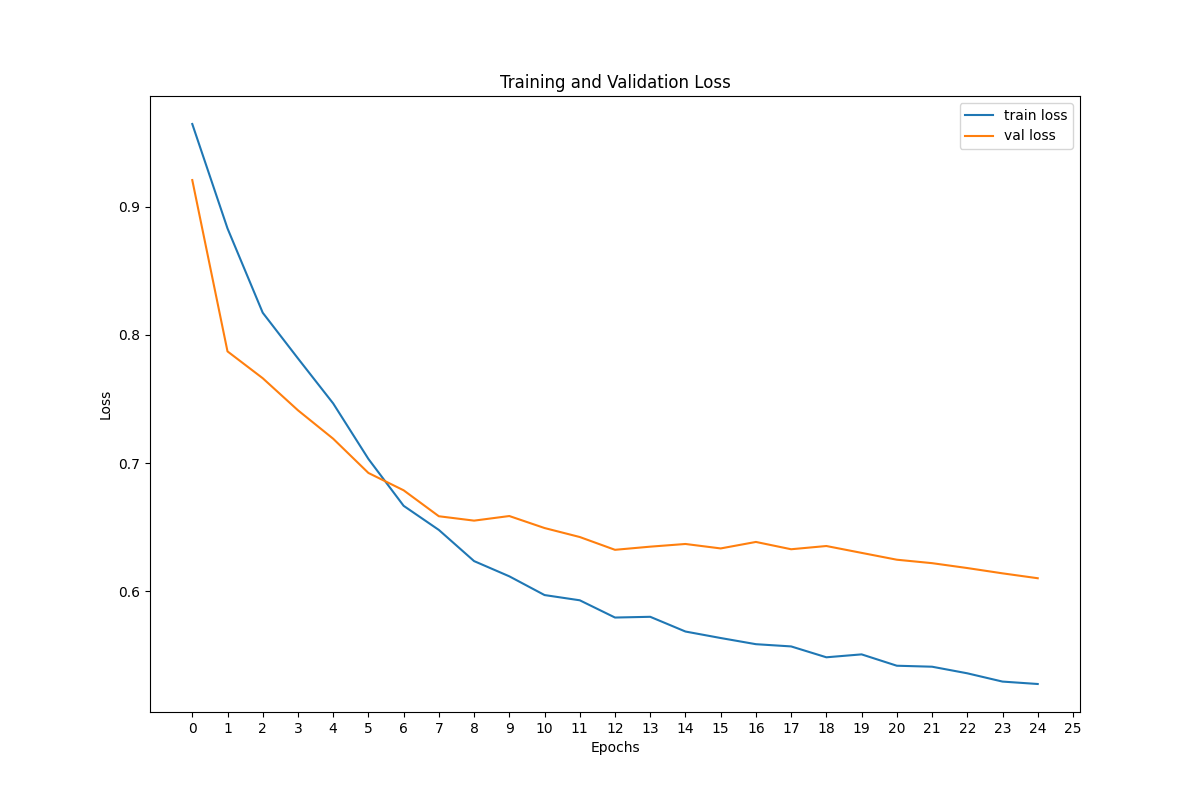 Training and Validation Loss
train loss
val loss
0.9
0.8
0.7
0.6
Loss
0 1 2 3 4 5 6 7 8 9 10 11 12 13 14 15 16 17 18 19 20 21 22 23 24 25
Epochs